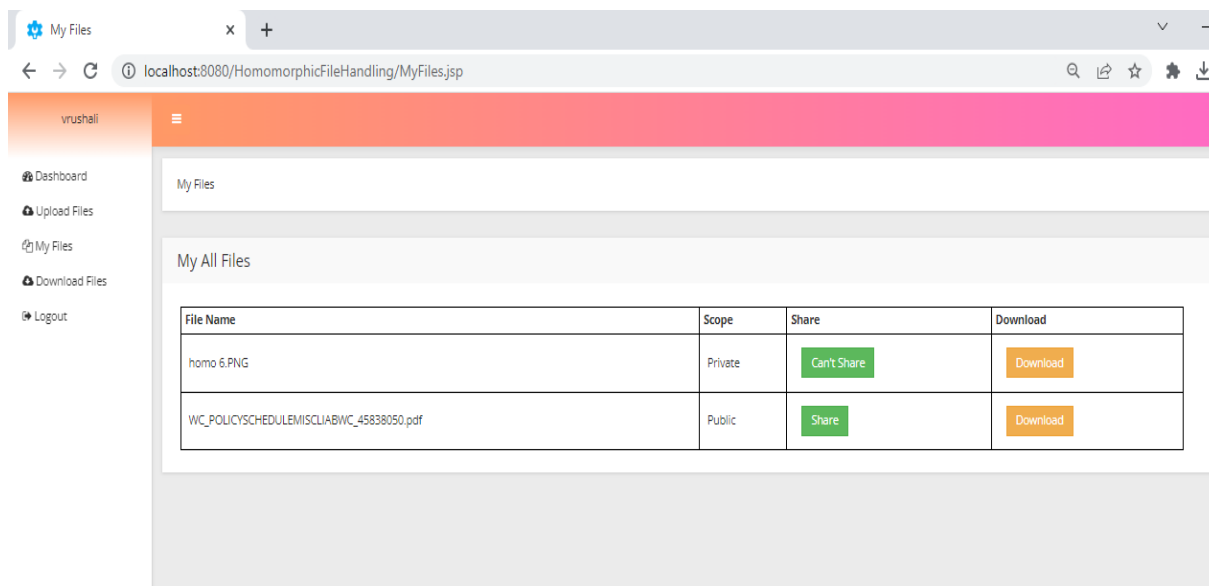 My Files
localhost:8080/HomomorphicFileHandling/MyFiles.jsp
vrushali
Dashboard
Upload Files
My Files
Download Files
Logout
My Files
My All Files
File Name Scope Share Download
homo 6.PNG Private Can't Share Download
WC_POLICYSCHEDULEMISCLIABWC_45838050.pdf Public Share Download